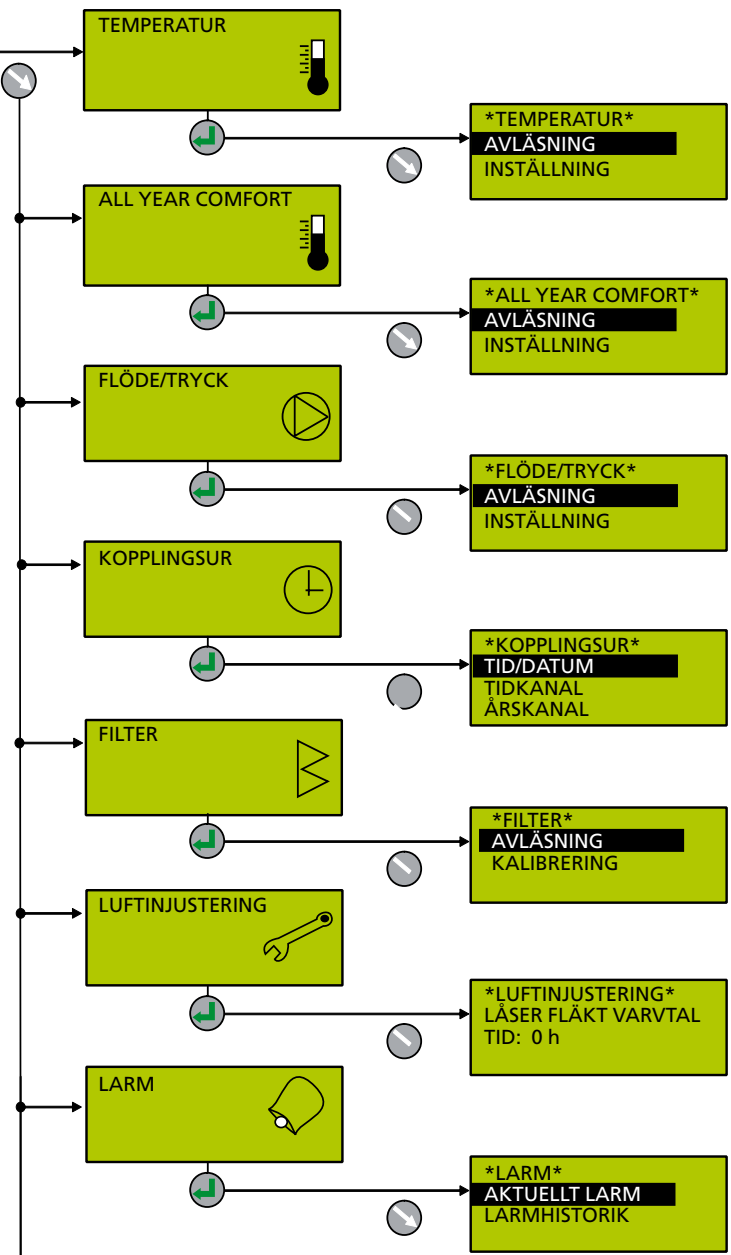 TEMPERATUR
*TEMPERATUR*
AVLÄSNING
INSTÄLLNING
ALL YEAR COMFORT
*ALL YEAR COMFORT*
AVLÄSNING
INSTÄLLNING
FLÖDE/TRYCK
*FLÖDE/TRYCK*
AVLÄSNING
INSTÄLLNING
KOPPLINGSUR
*KOPPLINGSUR*
TID/DATUM
TIDKANAL
ÅRSKANAL
FILTER
*FILTER*
AVLÄSNING
KALIBRERING
LUFTINJUSTERING
*LUFTINJUSTERING*
LÅSER FLÄKT VARVTAL
TID: 0 h
LARM
*LARM*
AKTUELLT LARM
LARMHISTORIK